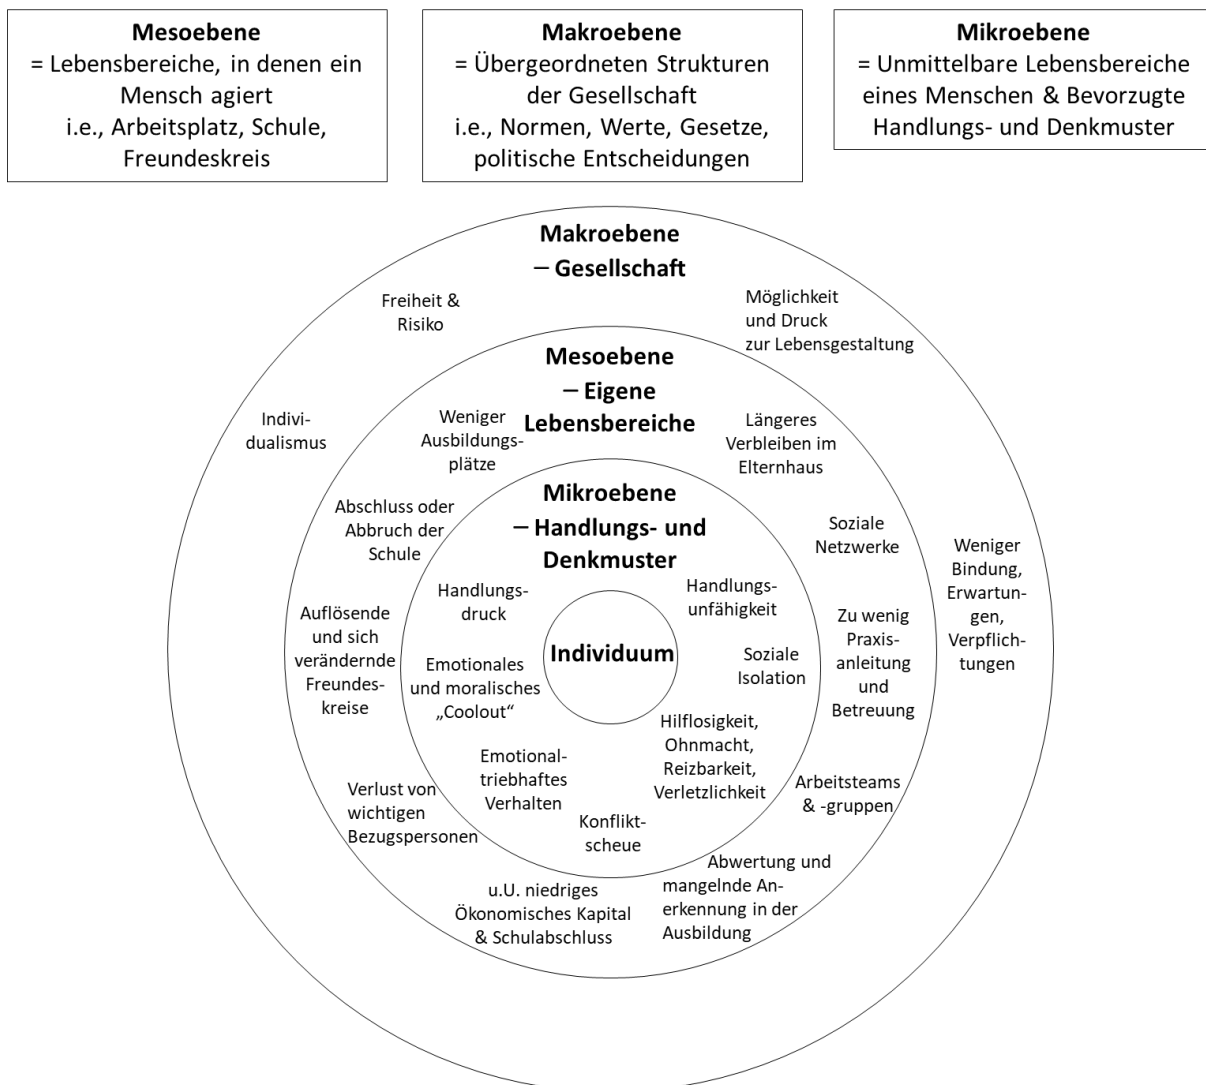 Mesoebene
= Lebensbereiche, in denen ein
Mensch agiert
i.e., Arbeitsplatz, Schule,
Freundeskreis
Makroebene
= Übergeordneten Strukturen
der Gesellschaft
i.e., Normen, Werte, Gesetze,
politische Entscheidungen
Mikroebene
= Unmittelbare Lebensbereiche
eines Menschen & Bevorzugte
Handlungs- und Denkmuster
Makroebene
– Gesellschaft
Freiheit &
Risiko
Möglichkeit
und Druck
zur Lebensgestaltung
Indivi-
dualismus
Weniger
Bindung,
Erwartun-
gen,
Verpflich-
tungen
Mesoebene
– Eigene
Lebensbereiche
Weniger
Ausbildungs-
plätze
Längeres
Verbleiben im
Elternhaus
Abschluss oder
Abbruch der
Schule
Soziale
Netzwerke
Auflösende
und sich
verändernde
Freundes-
kreise
Zu wenig
Praxis-
anleitung
und
Betreuung
Verlust von
wichtigen
Bezugspersonen
Arbeitsteams
& -gruppen
u.U. niedriges
Ökonomisches Kapital
& Schulabschluss
Abwertung und
mangelnde An-
erkennung in der
Ausbildung
Mikroebene
– Handlungs- und
Denkmuster
Handlungs-
druck
Handlungs-
unfähigkeit
Emotionales
und moralisches
„Coolout“
Soziale
Isolation
Emotional-
triebhaftes
Verhalten
Hilflosigkeit,
Ohnmacht,
Reizbarkeit,
Verletzlichkeit
Konflikt-
scheue
Individuum